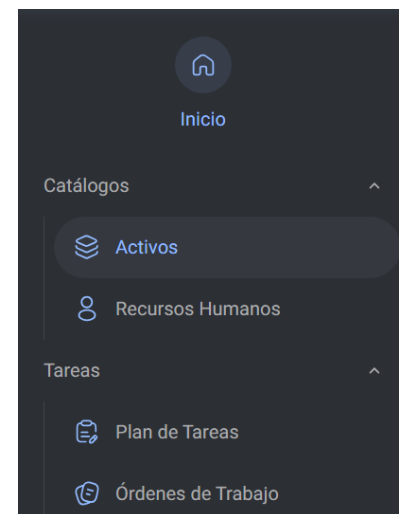 Inicio
Catálogos
Activos
Recursos Humanos
Tareas
Plan de Tareas
Órdenes de Trabajo